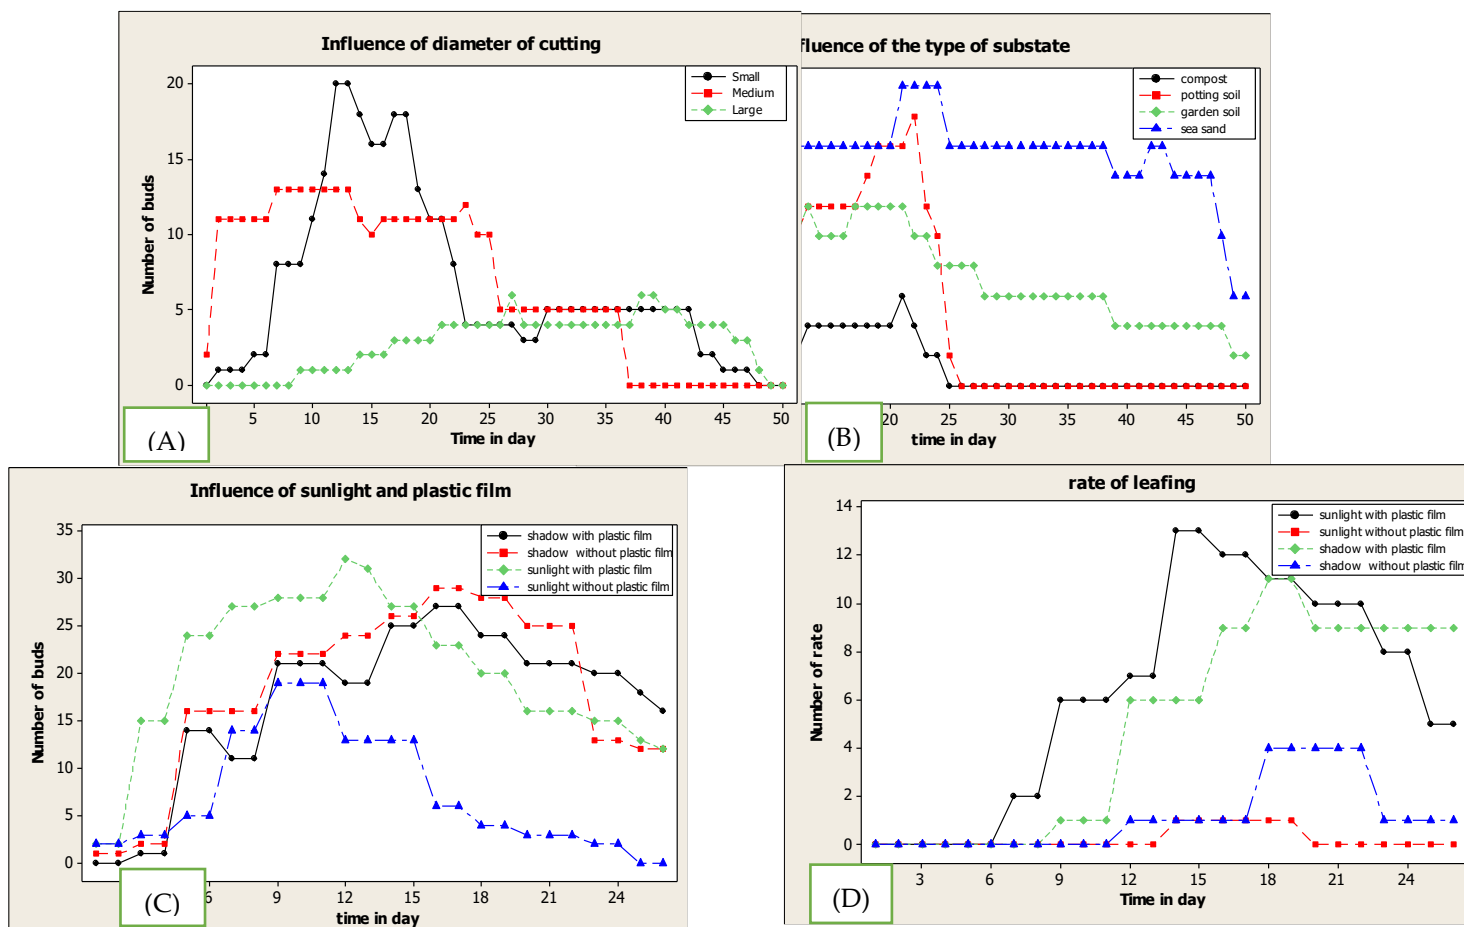 Influence of diameter of cutting
Number of buds
20
15
10
5
0
Small
Medium
Large
5 10 15 20 25 30 35 40 45 50
Time in day
(A)
fluence of the type of substate
compost
potting soil
garden soil
sea sand
20 25 30 35 40 45 50
time in day
(B)
Influence of sunlight and plastic film
Number of buds
35
30
25
20
15
10
5
0
shadow with plastic film
shadow without plastic film
sunlight with plastic film
sunlight without plastic film
6 9 12 15 18 21 24
time in day
(C)
rate of leafing
Number of rate
14
12
10
8
6
4
2
0
sunlight with plastic film
sunlight without plastic film
shadow with plastic film
shadow without plastic film
3 6 9 12 15 18 21 24
Time in day
(D)